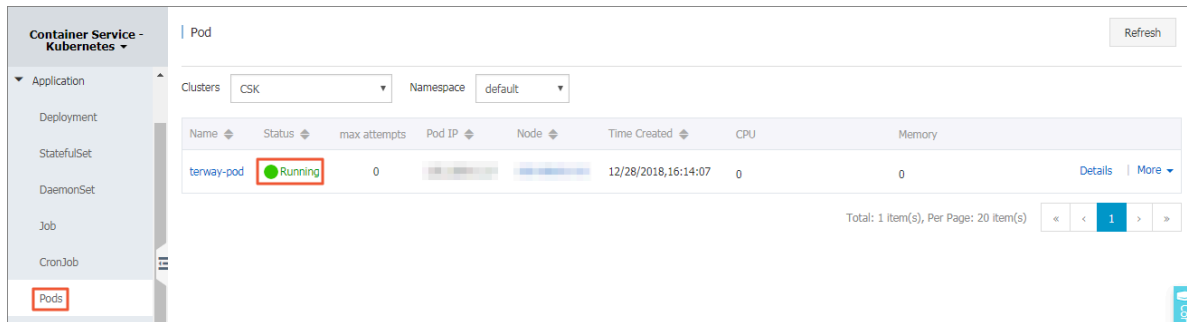 Container Service -
Kubernetes
Application
Deployment
StatefulSet
DaemonSet
Job
CronJob
Pods
Pod
Refresh
Clusters CSK Namespace default
Name Status max attempts Pod IP Node Time Created CPU Memory
terway-pod Running 0 12/28/2018,16:14:07 0 0 Details | More
Total: 1 item(s), Per Page: 20 item(s) « ‹ 1 › »